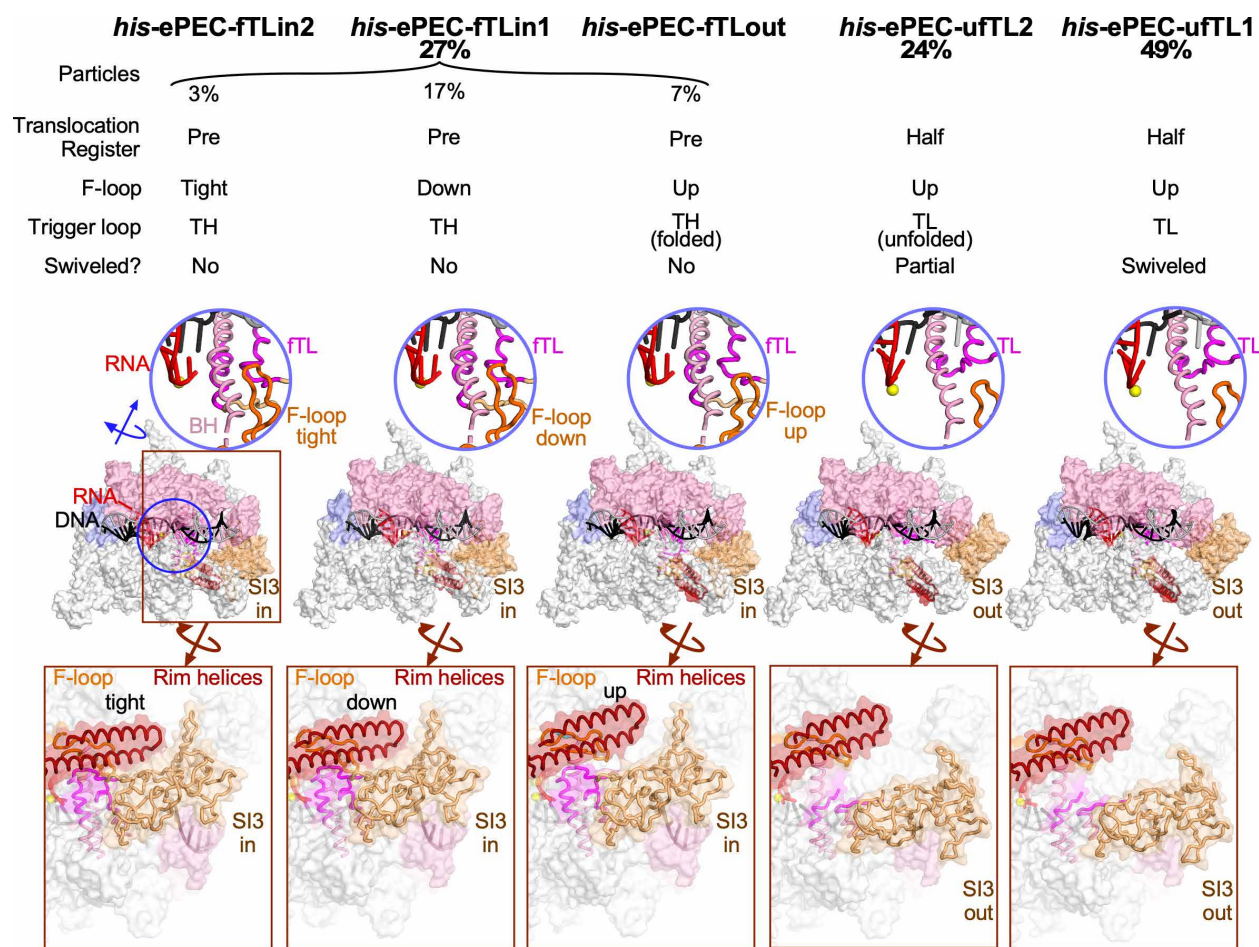 his-ePEC-fTLin2 his-ePEC-fTLin1 his-ePEC-fTLout his-ePEC-ufTL2 his-ePEC-ufTL1
27% 24% 49%
Particles
3% 17% 7%
Translocation
Register Pre Pre Pre Half Half
F-loop Tight Down Up Up Up
Trigger loop TH TH TH TL TL
(folded) (unfolded)
Swiveled? No No No Partial Swiveled
RNA fTL fTL fTL TL TL
BH F-loop F-loop F-loop
tight down up
RNA
DNA
SI3 SI3 SI3 SI3 SI3
in in in out out
F-loop Rim helices F-loop Rim helices F-loop Rim helices
tight down up
SI3 SI3 SI3
in in in
SI3 SI3
out out